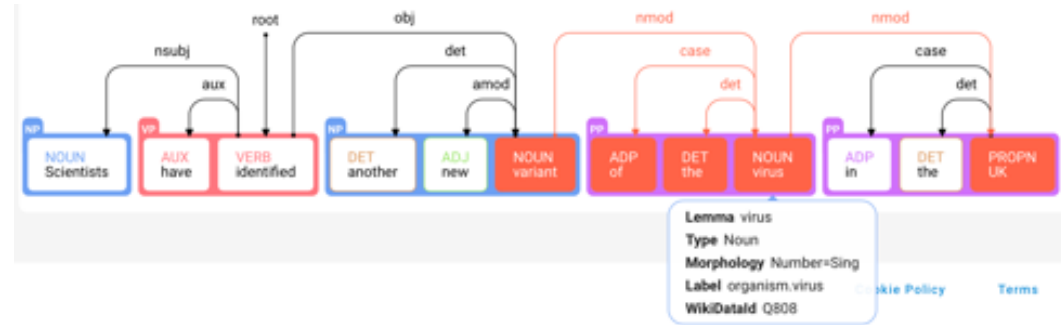 root
obj
nmod
nmod
nsubj
det
case
case
aux
amod
det
det
NP
VP
NP
PP
PP
NOUN AUX VERB DET ADJ NOUN ADP DET NOUN ADP DET PROPN
Scientists have identified another new variant of the virus in the UK
Lemma virus
Type Noun
Morphology Number=Sing
Label organism.virus
WikiDataId Q808
Policy Terms